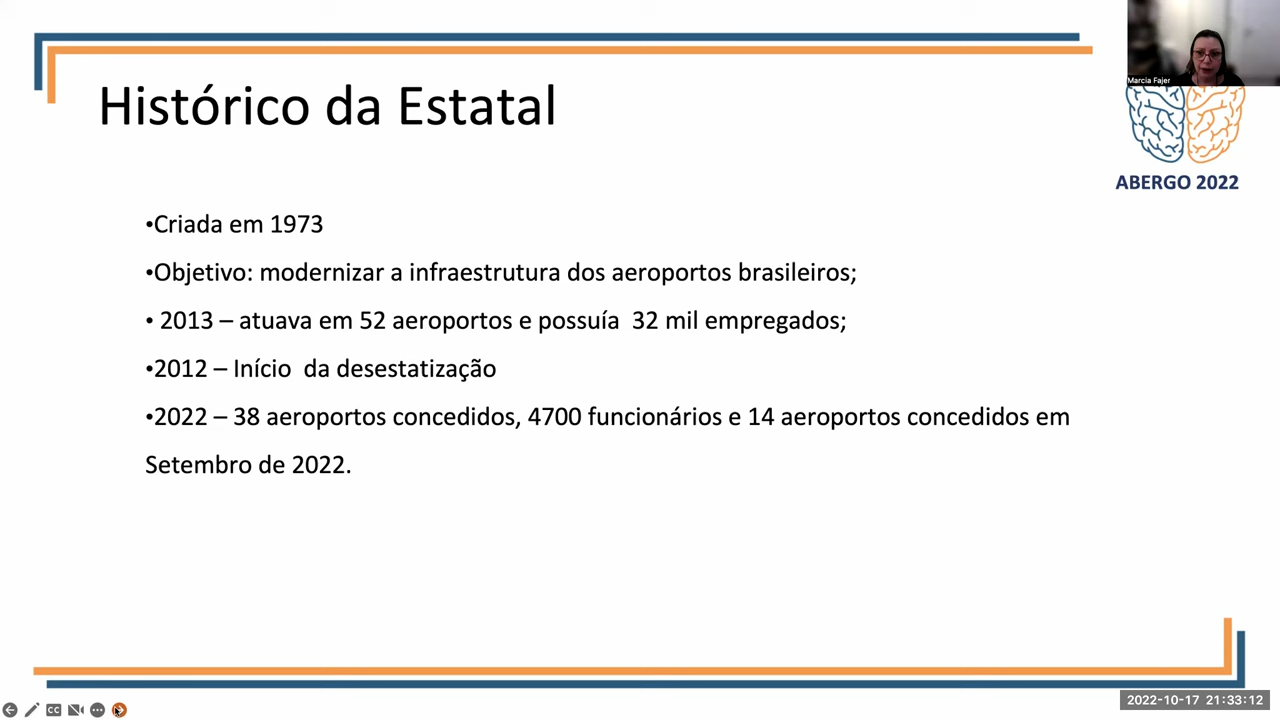 Marcia Fajer
Histórico da Estatal
ABERGO 2022
•Criada em 1973
•Objetivo: modernizar a infraestrutura dos aeroportos brasileiros;
• 2013 – atuava em 52 aeroportos e possuía  32 mil empregados;
•2012 – Início  da desestatização
•2022 – 38 aeroportos concedidos, 4700 funcionários e 14 aeroportos concedidos em
Setembro de 2022.
CC
2022-10-17 21:33:12